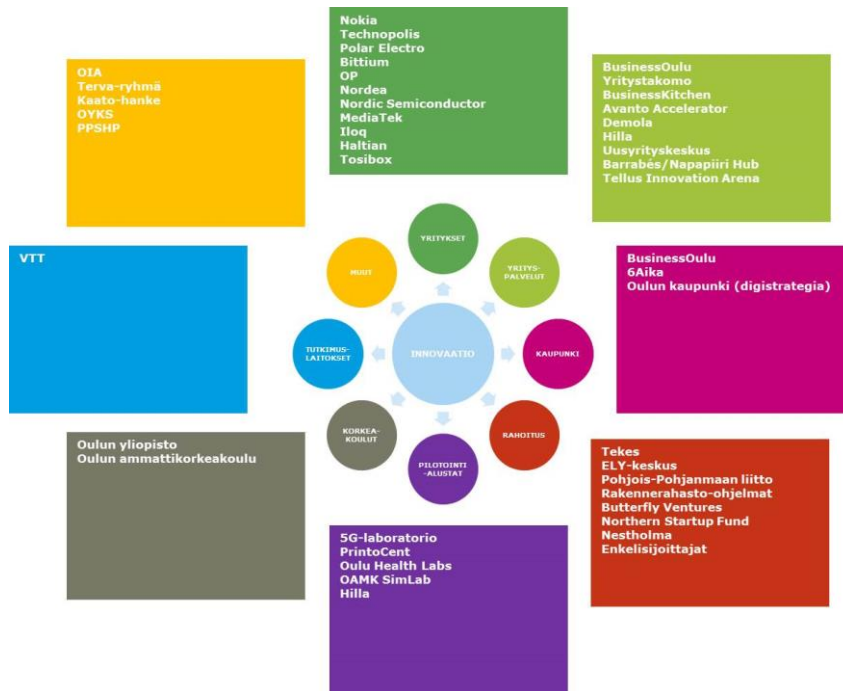 Nokia
Technopolis
Polar Electro
Bittium
OP
Nordea
Nordic Semiconductor
MediaTek
Iloq
Haltian
Tosibox
OIA
Terva-ryhmä
Kaato-hanke
OYKS
PPSHP
BusinessOulu
Yritystakomo
BusinessKitchen
Avanto Accelerator
Demola
Hilla
Uusyrityskeskus
Barrabés/Napapiiri Hub
Tellus Innovation Arena
VTT
BusinessOulu
6Aika
Oulun kaupunki (digistrategia)
YRITYKSET
MUUT
YRITYS-
PALVELUT
TUTKIMUS-
LAITOKSET
INNOVAATIO
KAUPUNKI
KORKEA-
KOULUT
RAHOITUS
PILOTOINTI
-ALUSTAT
Oulun yliopisto
Oulun ammattikorkeakoulu
5G-laboratorio
PrintoCent
Oulu Health Labs
OAMK SimLab
Hilla
Tekes
ELY-keskus
Pohjois-Pohjanmaan liitto
Rakennerahasto-ohjelmat
Butterfly Ventures
Northern Startup Fund
Nestholma
Enkelisijoittajat